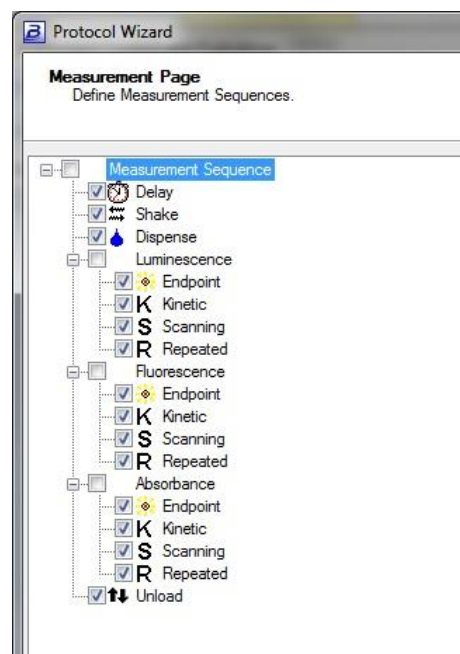 Protocol Wizard
Measurement Page
Define Measurement Sequences.
Measurement Sequence
Delay
Shake
Dispense
Luminescence
Endpoint
K Kinetic
S Scanning
R Repeated
Fluorescence
Endpoint
K Kinetic
S Scanning
R Repeated
Absorbance
Endpoint
K Kinetic
S Scanning
R Repeated
Unload